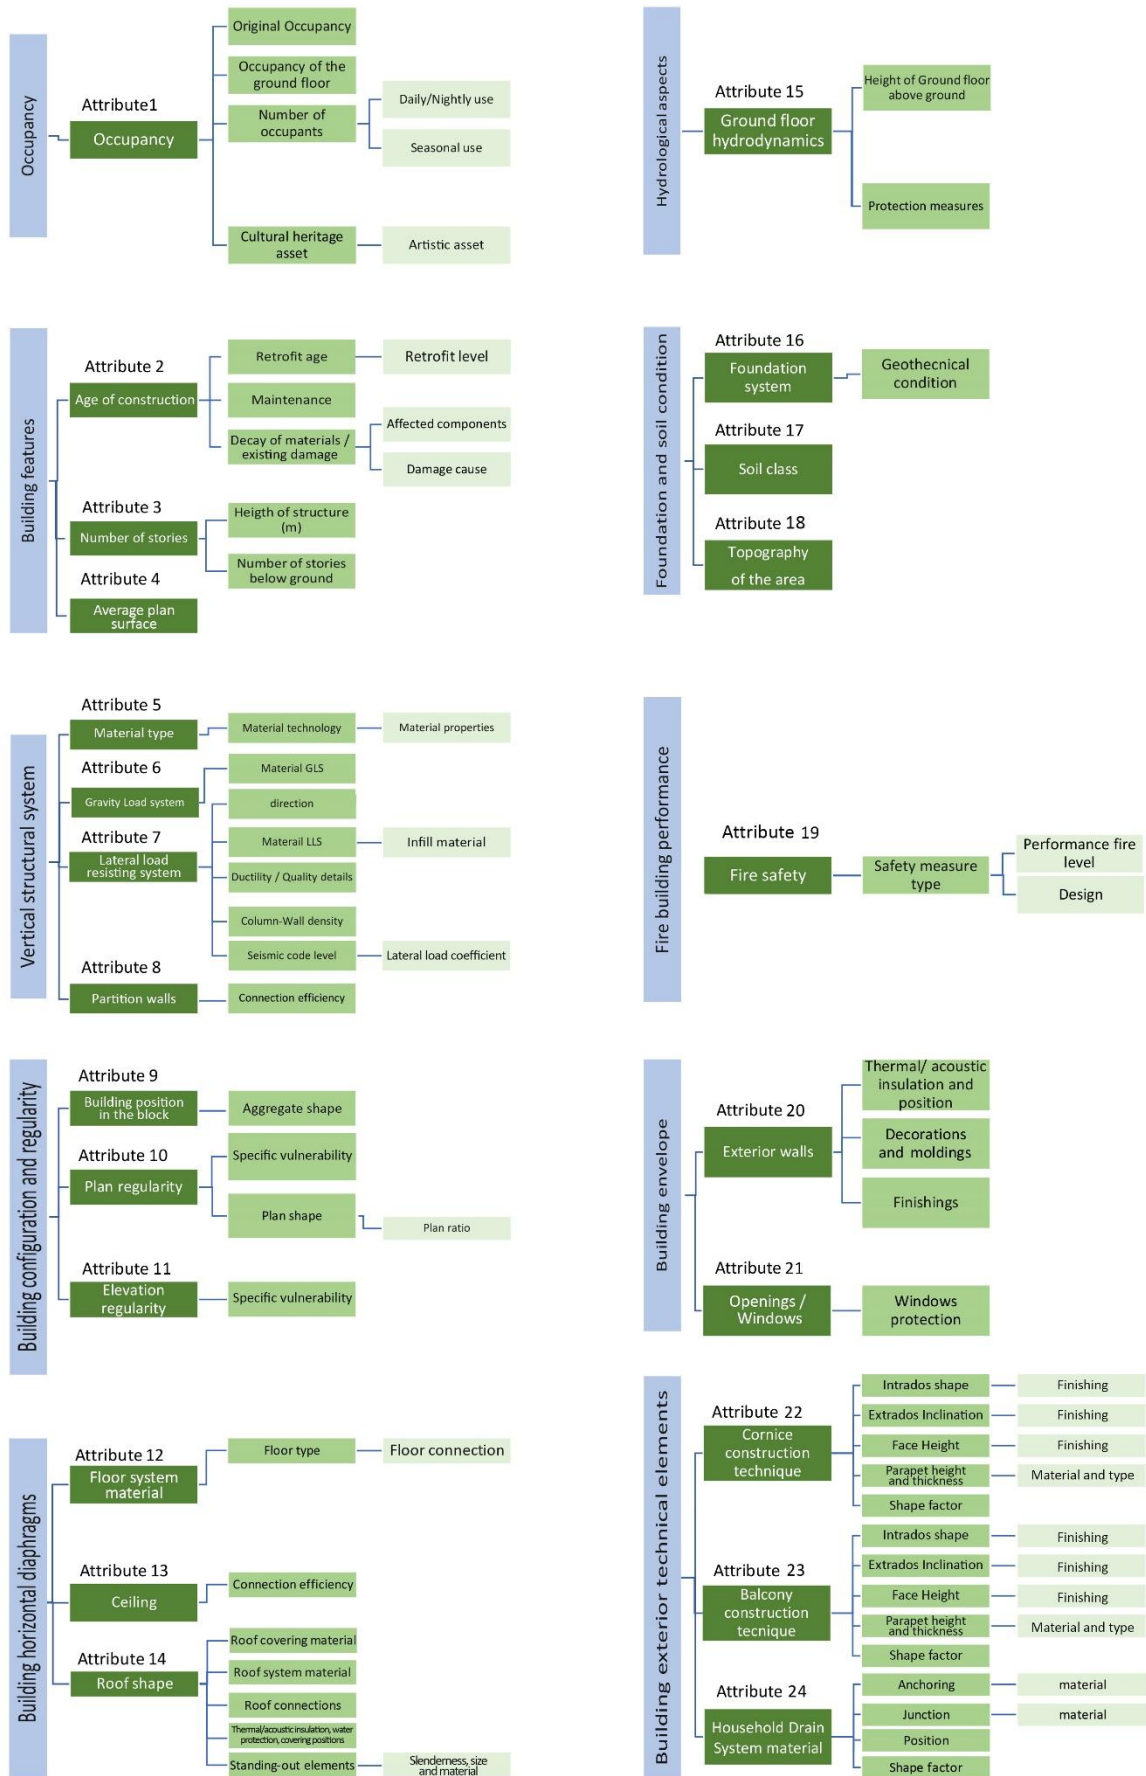 Occupancy
Attribute1
Occupancy
Original Occupancy
Occupancy of the
ground floor
Number of
occupants
Daily/Nightly use
Seasonal use
Cultural heritage
asset
Artistic asset
Building features
Attribute 2
Age of construction
Retrofit age
Retrofit level
Maintenance
Decay of materials /
existing damage
Affected components
Damage cause
Attribute 3
Number of stories
Heigth of structure
(m)
Number of stories
below ground
Attribute 4
Average plan
surface
Vertical structural system
Attribute 5
Material type
Material technology
Material properties
Attribute 6
Gravity Load system
Material GLS
Attribute 7
Lateral load
resisting system
direction
Materail LLS
Infill material
Ductility / Quality details
Column-Wall density
Seismic code level
Lateral load coefficient
Attribute 8
Partition walls
Connection efficiency
Building configuration and regularity
Attribute 9
Building position
in the block
Aggregate shape
Attribute 10
Plan regularity
Specific vulnerability
Plan shape
Plan ratio
Attribute 11
Elevation
regularity
Specific vulnerability
Building horizontal diaphragms
Attribute 12
Floor system
material
Floor type
Floor connection
Attribute 13
Ceiling
Connection efficiency
Attribute 14
Roof shape
Roof covering material
Roof system material
Roof connections
Thermal/acoustic insulation, water
protection, covering positions
Standing-out elements
Slenderness, size
and material
Hydrological aspects
Attribute 15
Ground floor
hydrodynamics
Height of Ground floor
above ground
Protection measures
Foundation and soil condition
Attribute 16
Foundation
system
Geothecnical
condition
Attribute 17
Soil class
Attribute 18
Topography
of the area
Fire building performance
Attribute 19
Fire safety
Safety measure
type
Performance fire
level
Design
Building envelope
Attribute 20
Exterior walls
Thermal/ acoustic
insulation and
position
Decorations
and moldings
Finishings
Attribute 21
Openings /
Windows
Windows
protection
Building exterior technical elements
Attribute 22
Cornice
construction
technique
Intrados shape
Finishing
Extrados Inclination
Finishing
Face Height
Finishing
Parapet height
and thickness
Material and type
Shape factor
Attribute 23
Balcony
construction
tecnique
Intrados shape
Finishing
Extrados Inclination
Finishing
Face Height
Finishing
Parapet height
and thickness
Material and type
Shape factor
Attribute 24
Household Drain
System material
Anchoring
material
Junction
material
Position
Shape factor